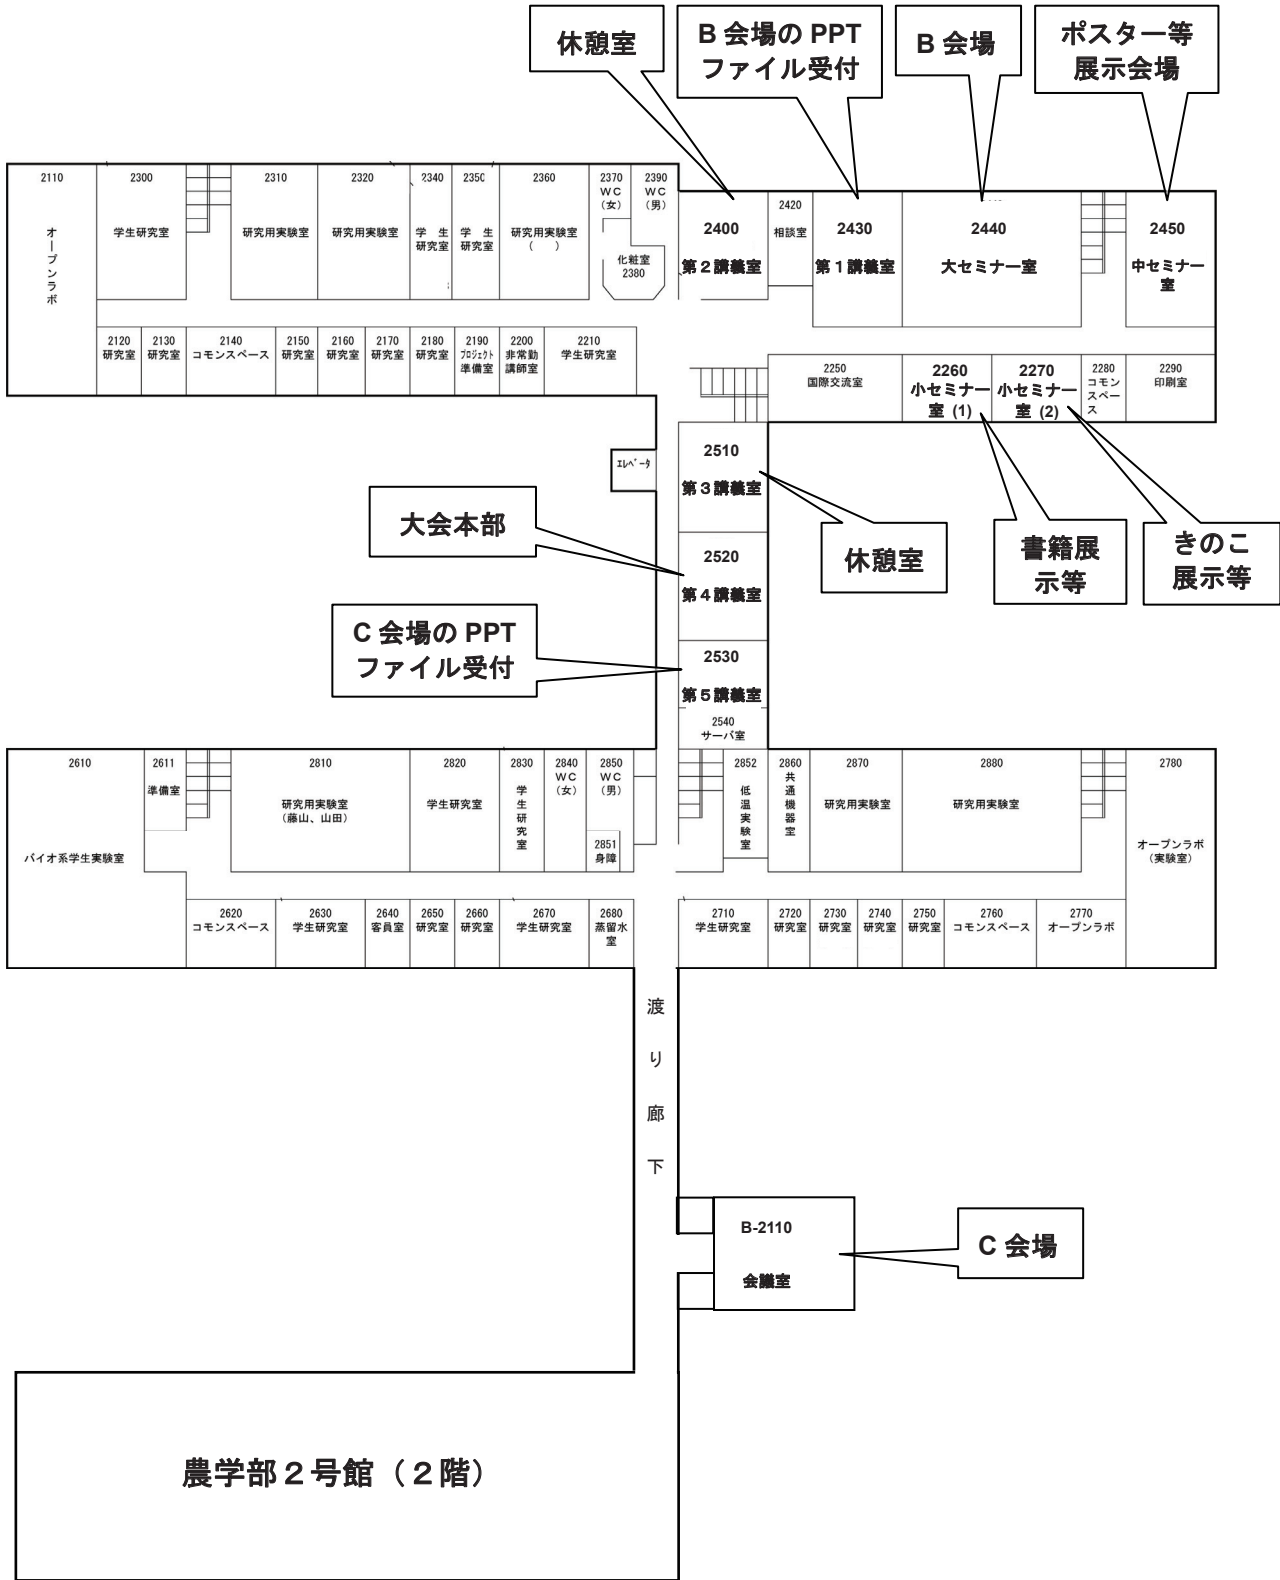 休憩室
B 会場の PPT
ファイル受付
B 会場
ポスター等
展示会場
2110
オープンラボ
2300
学生研究室
2310
研究用実験室
2320
研究用実験室
2340
学 生
研究室
2350
学 生
研究室
2360
研究用実験室
( )
2370
WC
(女)
2390
WC
(男)
化粧室
2380
2400
第２講義室
2420
相談室
2430
第１講義室
2440
大セミナー室
2450
中セミナー
室
2120
研究室
2130
研究室
2140
コモンスペース
2150
研究室
2160
研究室
2170
研究室
2180
研究室
2190
プロジェクト
準備室
2200
非常勤
講師室
2210
学生研究室
2250
国際交流室
2260
小セミナー
室 (1)
2270
小セミナー
室 (2)
2280
コモン
スペー
ス
2290
印刷室
エレベータ
2510
第３講義室
大会本部
2520
第４講義室
休憩室
書籍展
示等
きのこ
展示等
C 会場の PPT
ファイル受付
2530
第５講義室
2540
サーバ室
2610
バイオ系学生実験室
2611
準備室
2810
研究用実験室
(藤山、山田)
2820
学生研究室
2830
学生研究室
2840
WC
(女)
2850
WC
(男)
2851
身障
2852
低温実験室
2860
共通機器室
2870
研究用実験室
2880
研究用実験室
2780
オープンラボ
(実験室)
2620
コモンスペース
2630
学生研究室
2640
客員室
2650
研究室
2660
研究室
2670
学生研究室
2680
蒸留水
室
2710
学生研究室
2720
研究室
2730
研究室
2740
研究室
2750
研究室
2760
コモンスペース
2770
オープンラボ
渡り廊下
B-2110
会議室
C 会場
農学部２号館（２階）